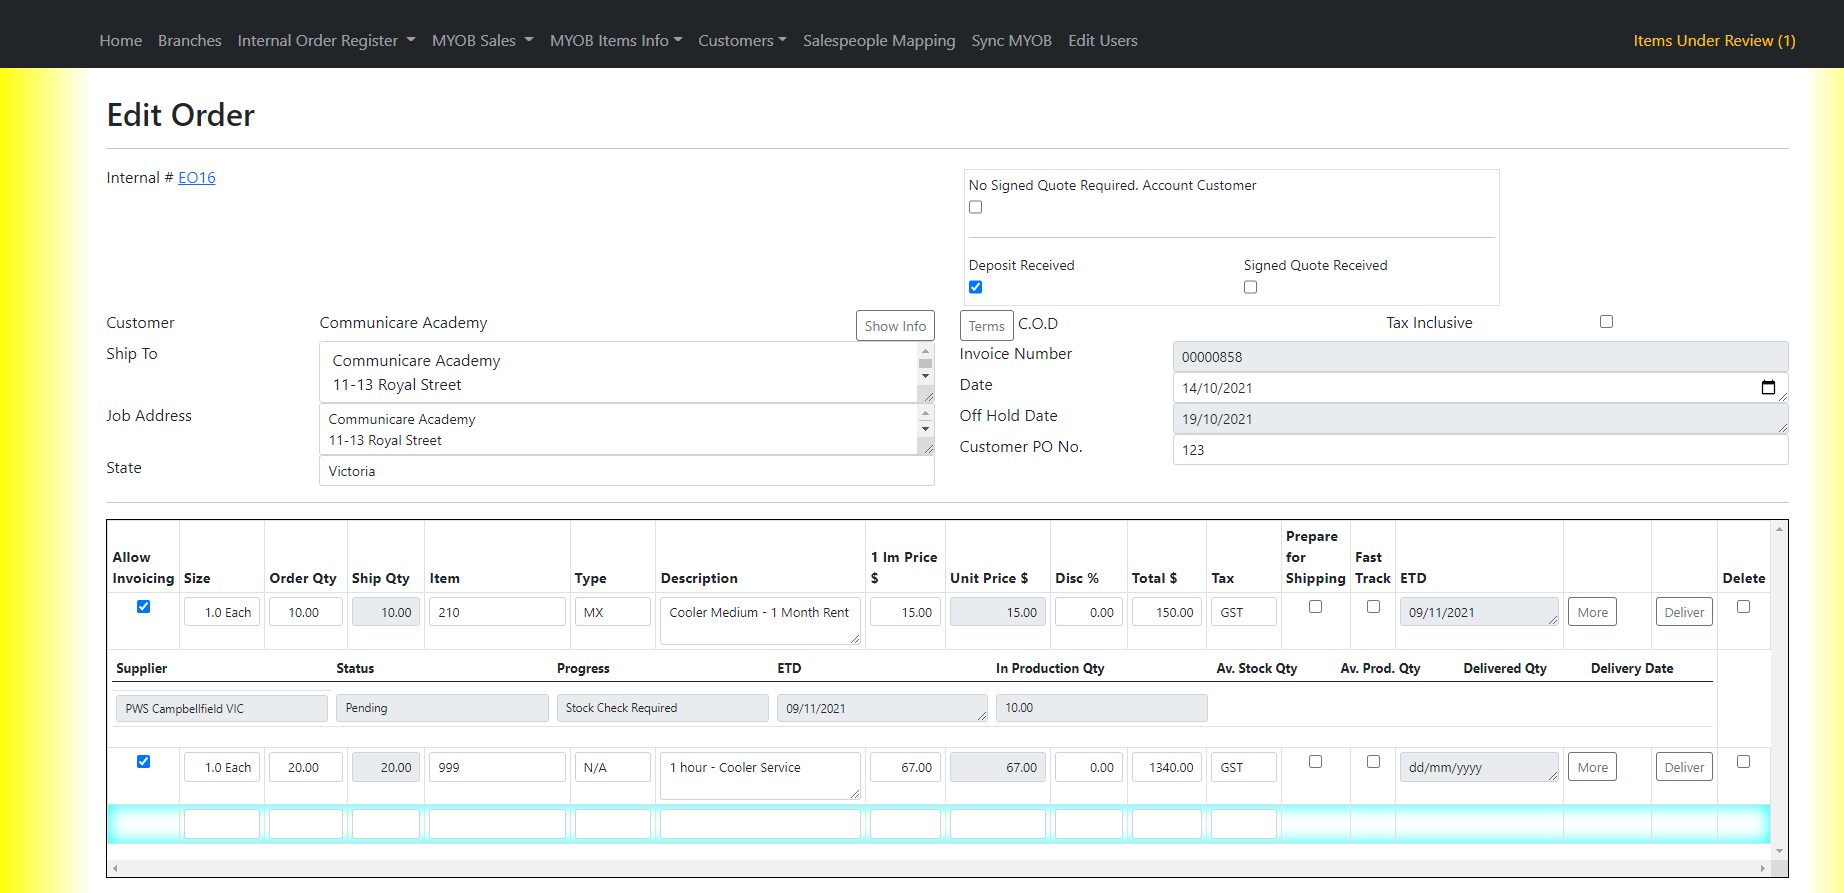 Home Branches Internal Order Register MYOB Sales MYOB Items Info Customers Salespeople Mapping Sync MYOB Edit Users Items Under Review (1)
Edit Order
Internal # EO16
No Signed Quote Required. Account Customer
Deposit Received Signed Quote Received
Customer Communicare Academy Show Info Terms C.O.D Tax Inclusive
Ship To Communicare Academy
11-13 Royal Street
Invoice Number 00000858
Date 14/10/2021
Job Address Communicare Academy
11-13 Royal Street
Off Hold Date 19/10/2021
Customer PO No. 123
State Victoria
Allow Invoicing Size Order Qty Ship Qty Item Type Description 1 lm Price $ Unit Price $ Disc % Total $ Tax Prepare for Shipping Fast Track ETD Delete
1.0 Each 10.00 10.00 210 MX Cooler Medium - 1 Month Rent 15.00 15.00 0.00 150.00 GST 09/11/2021 More Deliver
Supplier Status Progress ETD In Production Qty Av. Stock Qty Av. Prod. Qty Delivered Qty Delivery Date
PWS Campbellfield VIC Pending Stock Check Required 09/11/2021 10.00
1.0 Each 20.00 20.00 999 N/A 1 hour - Cooler Service 67.00 67.00 0.00 1340.00 GST dd/mm/yyyy More Deliver